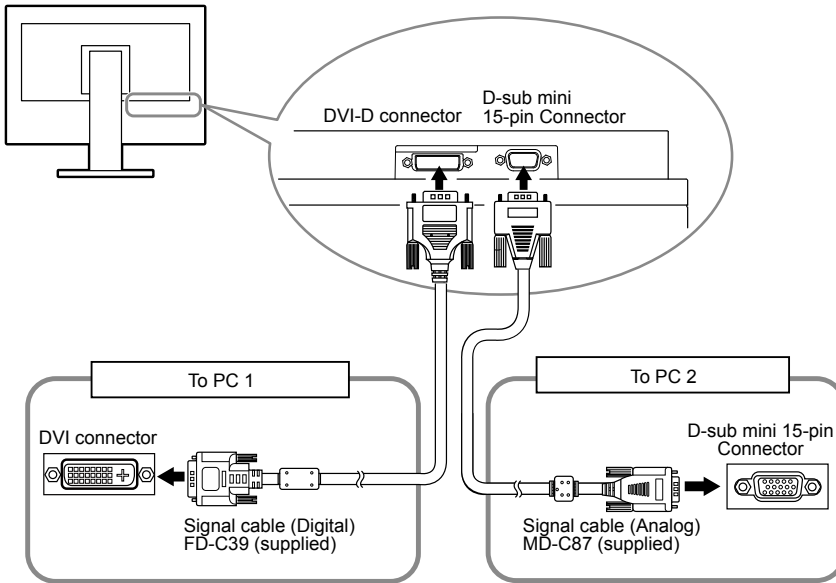 DVI-D connector
D-sub mini
15-pin Connector
To PC 1
To PC 2
DVI connector
D-sub mini 15-pin
Connector
Signal cable (Digital)
FD-C39 (supplied)
Signal cable (Analog)
MD-C87 (supplied)